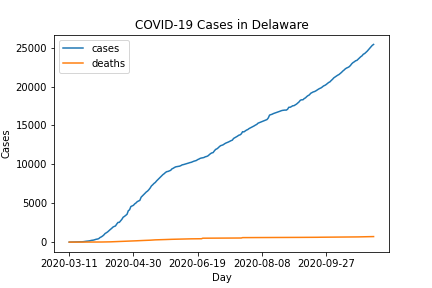 COVID-19 Cases in Delaware
cases
deaths
25000
20000
15000
10000
5000
0
Cases
2020-03-11 2020-04-30 2020-06-19 2020-08-08 2020-09-27
Day